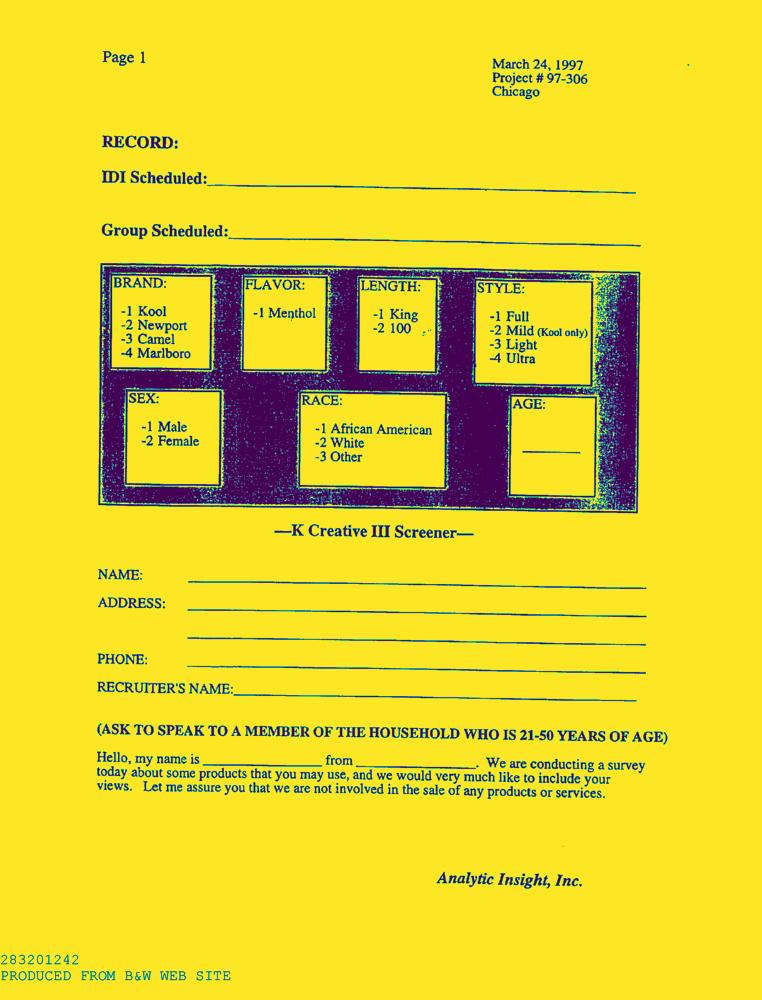 Page 1
March 24, 1997
Project # 97-306
Chicago
RECORD:
IDI Scheduled:
Group Scheduled:
BRAND:
-1 Kool
-2 Newport
-3 Camel
-4 Marlboro
FLAVOR:
-1 Menthol
LENGTH:
-1 King
-2 100
STYLE:
-1 Full
-2 Mild (Kool only)
-3 Light
-4 Ultra
SEX:
-1 Male
-2 Female
RACE:
-1 African American
-2 White
-3 Other
AGE:
—K Creative III Screener—
NAME:
ADDRESS:
PHONE:
RECRUITER'S NAME:
(ASK TO SPEAK TO A MEMBER OF THE HOUSEHOLD WHO IS 21-50 YEARS OF AGE)
Hello, my name is ________ from ________. We are conducting a survey
today about some products that you may use, and we would very much like to include your
views. Let me assure you that we are not involved in the sale of any products or services.
Analytic Insight, Inc.
283201242
PRODUCED FROM B&W WEB SITE